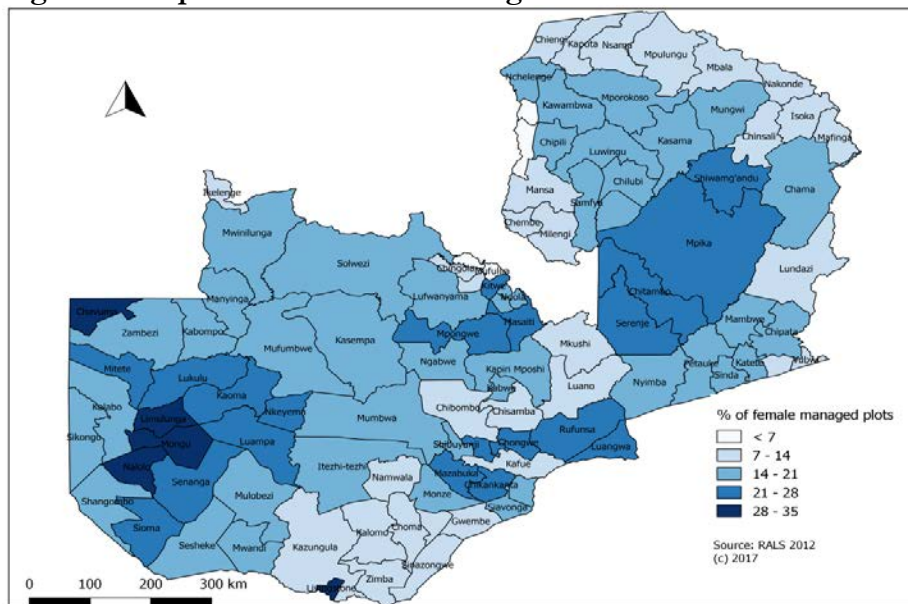 Chiengi
Kaputa
Nsama
Mpulungu
Mbala
Nchelenge
Nakonde
Kawambwa
Mporokoso
Mungwi
Isoka
Chipili
Kasama
Chinsali
Mafinga
Luwingu
Shiwamg'andu
Mansa
Chilubi
Chama
Ikelenge
Samfya
Chembe
Milengi
Mwinilunga
Mpika
Solwezi
Lundazi
Chingola
Mufulira
Kitwe
Manyinga
Lufwanyama
Ndola
Chitambo
Chavuma
Zambezi
Kabompo
Masaiti
Serenje
Mambwe
Mpongwe
Chipata
Mufumbwe
Kasempa
Mkushi
Mitete
Lukulu
Ngabwe
Kapiri Mposhi
Petauke
Katete
Sinda
Kalabo
Kaoma
Nkeyema
Kabwe
Luano
Nyimba
Sikongo
Limulunga
Mumbwa
Chibombo
Chisamba
Mongu
Luampa
Shibuyunji
Chongwe
Rufunsa
Luangwa
Nalolo
Itezhi-tezhi
Kafue
Senanga
Namwala
Mazabuka
Chikankanta
Shangombo
Mulobezi
Monze
Siavonga
Sioma
Choma
Gwembe
Sesheke
Mwandi
Kazungula
Kalomo
Sinazongwe
Zimba
Livingstone
% of female managed plots
< 7
7 - 14
14 - 21
21 - 28
28 - 35
Source: RALS 2012
(c) 2017
0 100 200 300 km